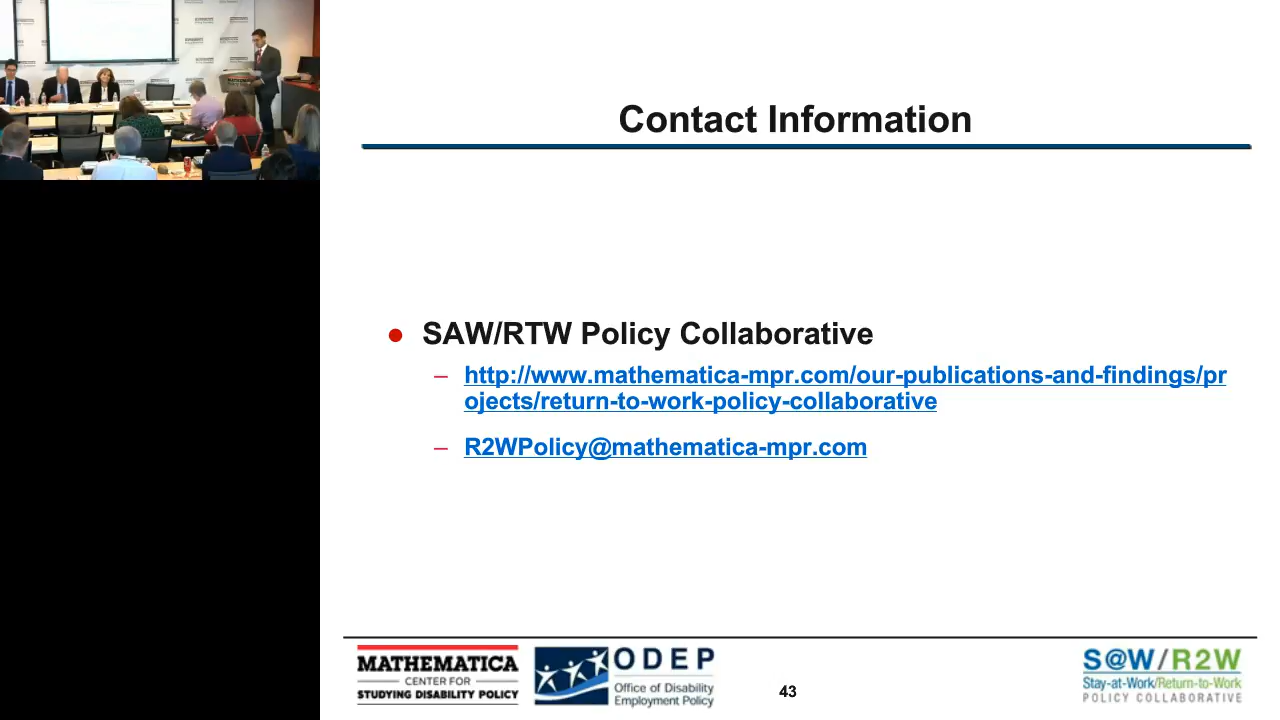 Contact Information
SAW/RTW Policy Collaborative
http://www.mathematica-mpr.com/our-publications-and-findings/pr
ojects/return-to-work-policy-collaborative
R2WPolicy@mathematica-mpr.com
MATHEMATICA
CENTER FOR
STUDYING DISABILITY POLICY
ODEP
Office of Disability
Employment Policy
43
S@W/R2W
Stay-at-Work/Return-to-Work
POLICY COLLABORATIVE